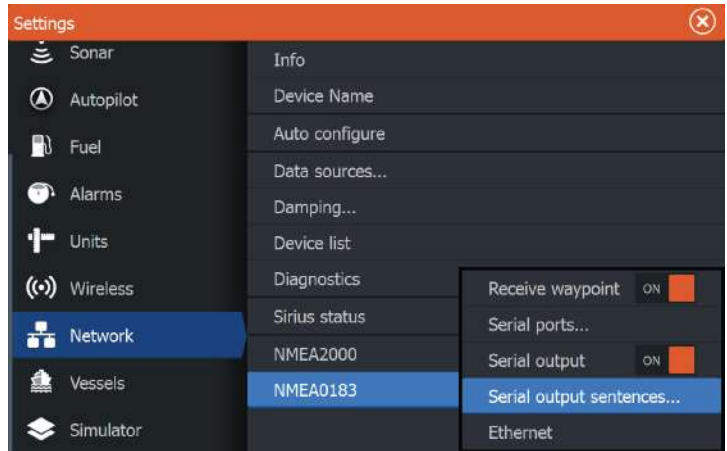 Settings
Sonar
Autopilot
Fuel
Alarms
Units
Wireless
Network
Vessels
Simulator
Info
Device Name
Auto configure
Data sources...
Damping...
Device list
Diagnostics
Sirius status
NMEA2000
NMEA0183
Receive waypoint ON
Serial ports...
Serial output ON
Serial output sentences...
Ethernet